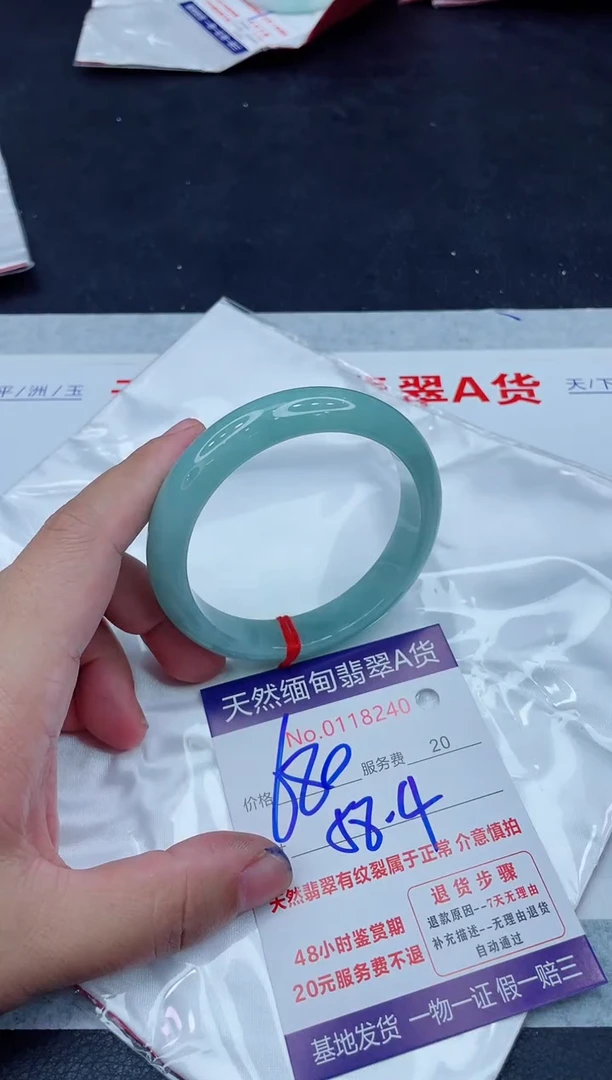 平/洲/玉
翡翠A货
天/下
天然缅甸翡翠A货
No.0118240
价格 680 服务费 20
58.4
天然翡翠有纹裂属于正常 介意慎拍
48小时鉴赏期
20元服务费不退
退货步骤
退款原因--7天无理由
补充描述--无理由退货
自动通过
基地发货 一物一证 假一赔三